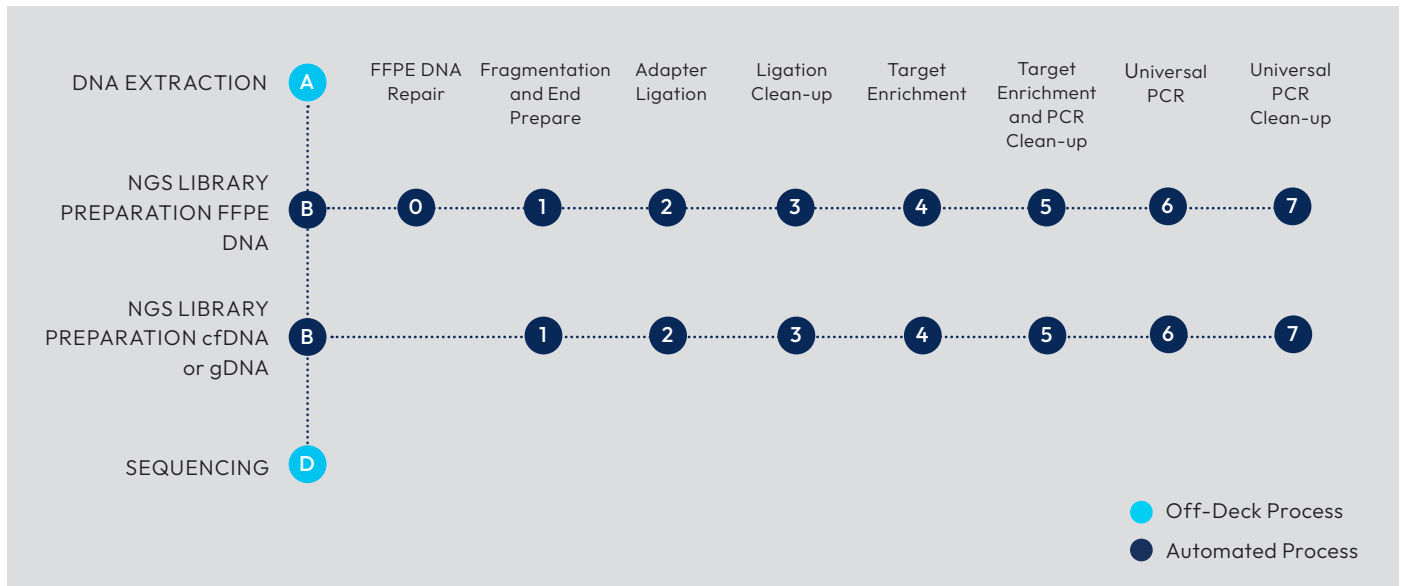 DNA EXTRACTION
A
FFPE DNA
Repair
Fragmentation
and End
Prepare
Adapter
Ligation
Ligation
Clean-up
Target
Enrichment
Target
Enrichment
and PCR
Clean-up
Universal
PCR
Universal
PCR
Clean-up
NGS LIBRARY
PREPARATION FFPE
DNA
B
0
1
2
3
4
5
6
7
NGS LIBRARY
PREPARATION cfDNA
or gDNA
B
1
2
3
4
5
6
7
SEQUENCING
D
Off-Deck Process
Automated Process